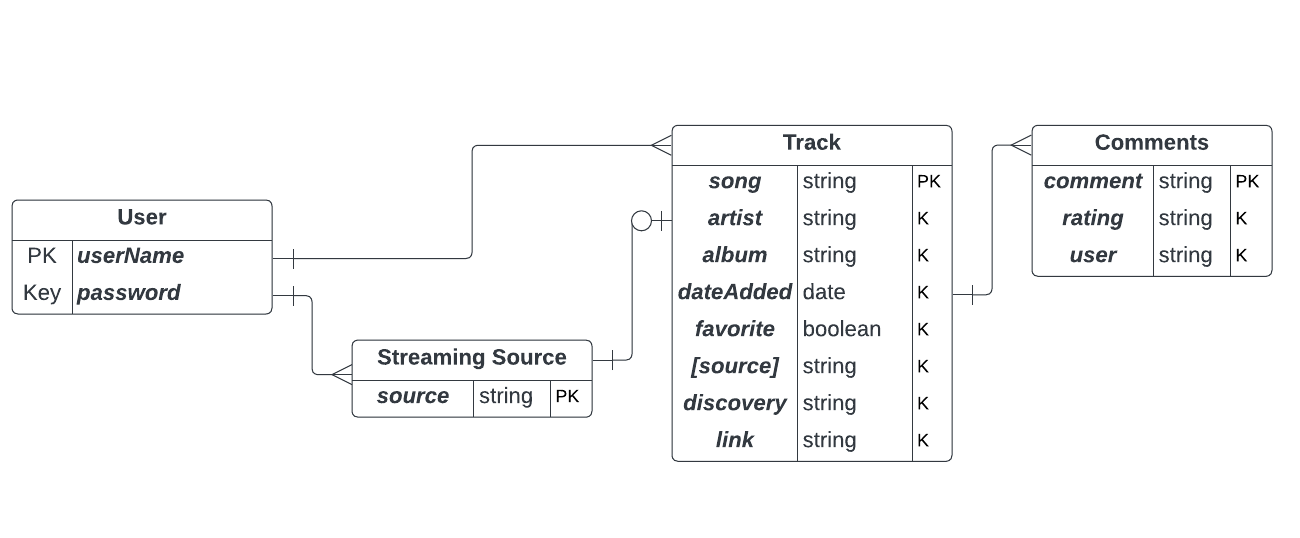 User
PK userName
Key password
Streaming Source
source string PK
Track
song string PK
artist string K
album string K
dateAdded date K
favorite boolean K
[source] string K
discovery string K
link string K
Comments
comment string PK
rating string K
user string K